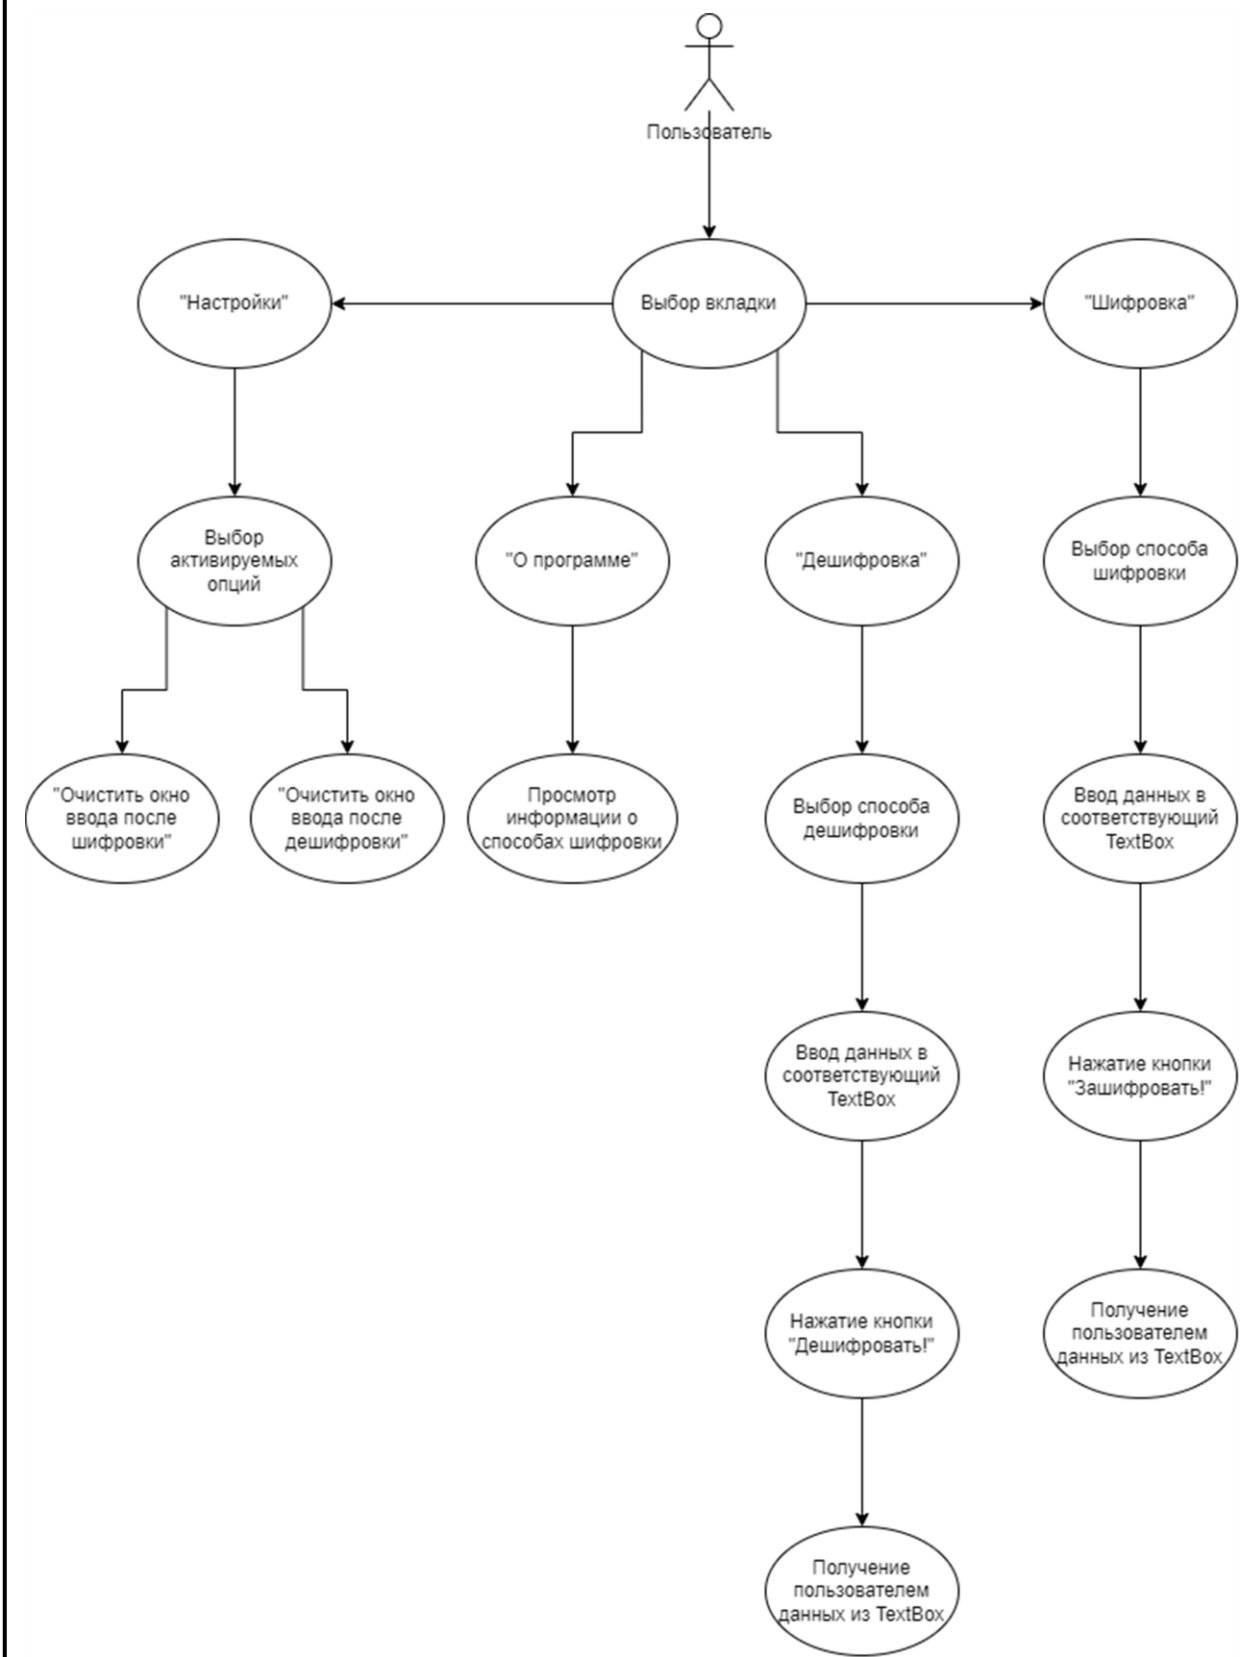 Пользователь
"Настройки"
Выбор вкладки
"Шифровка"
Выбор
активируемых
опций
"О программе"
"Дешифровка"
Выбор способа
шифровки
"Очистить окно
ввода после
шифровки"
"Очистить окно
ввода после
дешифровки"
Просмотр
информации о
способах шифровки
Выбор способа
дешифровки
Ввод данных в
соответствующий
TextBox
Ввод данных в
соответствующий
TextBox
Нажатие кнопки
"Зашифровать!"
Нажатие кнопки
"Дешифровать!"
Получение
пользователем
данных из TextBox
Получение
пользователем
данных из TextBox